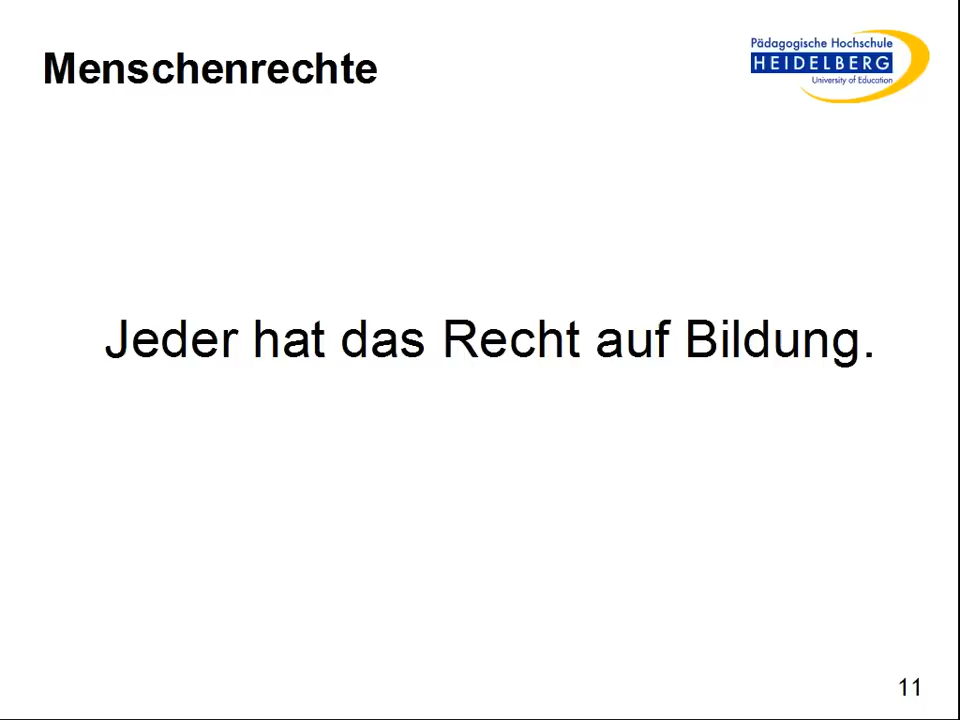 Menschenrechte
Pädagogische Hochschule
HEIDELBERG
University of Education
Jeder hat das Recht auf Bildung.
11